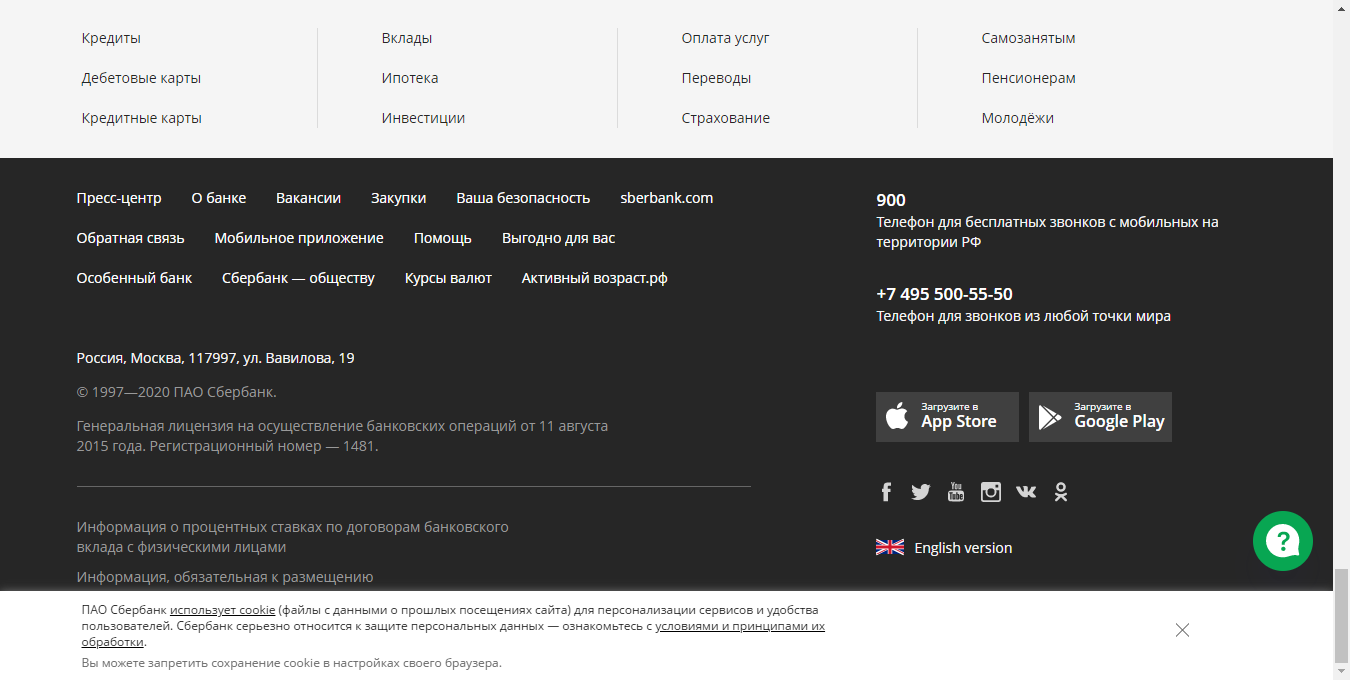 Кредиты
Вклады
Оплата услуг
Самозанятым
Дебетовые карты
Ипотека
Переводы
Пенсионерам
Кредитные карты
Инвестиции
Страхование
Молодёжи
Пресс-центр О банке Вакансии Закупки Ваша безопасность sberbank.com
Обратная связь Мобильное приложение Помощь Выгодно для вас
Особенный банк Сбербанк — обществу Курсы валют Активный возраст.рф
Россия, Москва, 117997, ул. Вавилова, 19
© 1997—2020 ПАО Сбербанк.
Генеральная лицензия на осуществление банковских операций от 11 августа
2015 года. Регистрационный номер — 1481.
Информация о процентных ставках по договорам банковского
вклада с физическими лицами
Информация, обязательная к размещению
900
Телефон для бесплатных звонков с мобильных на
территории РФ
+7 495 500-55-50
Телефон для звонков из любой точки мира
Загрузите в
App Store
Загрузите в
Google Play
You
Tube
English version
?
ПАО Сбербанк использует cookie (файлы с данными о прошлых посещениях сайта) для персонализации сервисов и удобства
пользователей. Сбербанк серьезно относится к защите персональных данных — ознакомьтесь с условиями и принципами их
обработки.
Вы можете запретить сохранение cookie в настройках своего браузера.